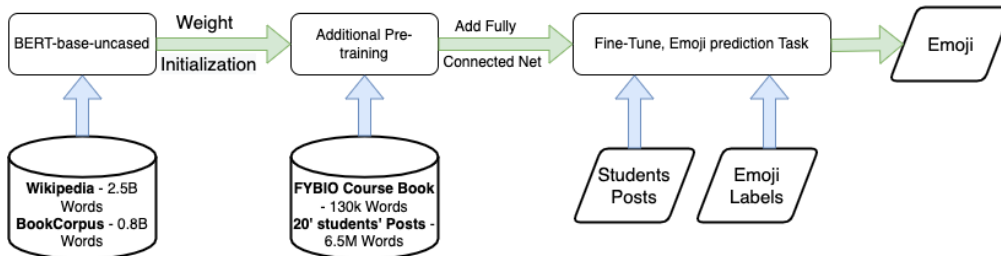 BERT-base-uncased
Weight
Initialization
Additional Pre-
training
Add Fully
Connected Net
Fine-Tune, Emoji prediction Task
Emoji
Wikipedia - 2.5B
Words
BookCorpus - 0.8B
Words
FYBIO Course Book
- 130k Words
20' students' Posts -
6.5M Words
Students
Posts
Emoji
Labels